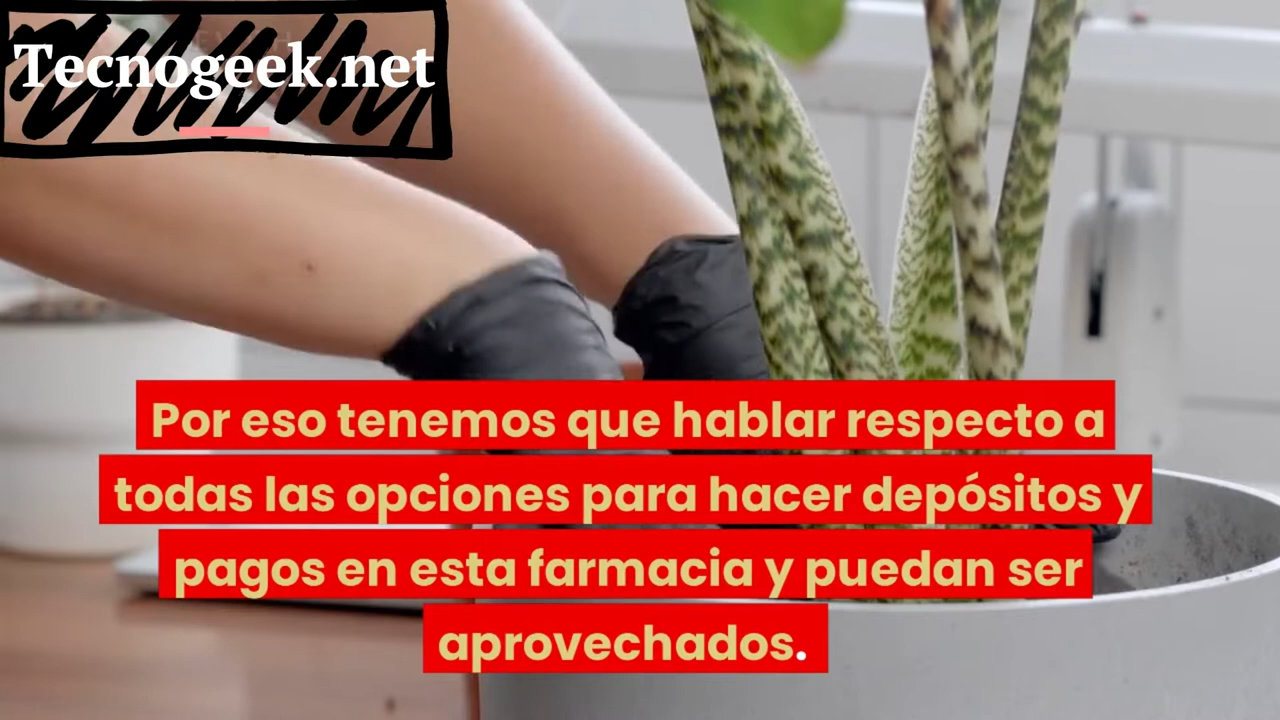 Tecnogeek.net
Por eso tenemos que hablar respecto a
todas las opciones para hacer depósitos y
pagos en esta farmacia y puedan ser
aprovechados.